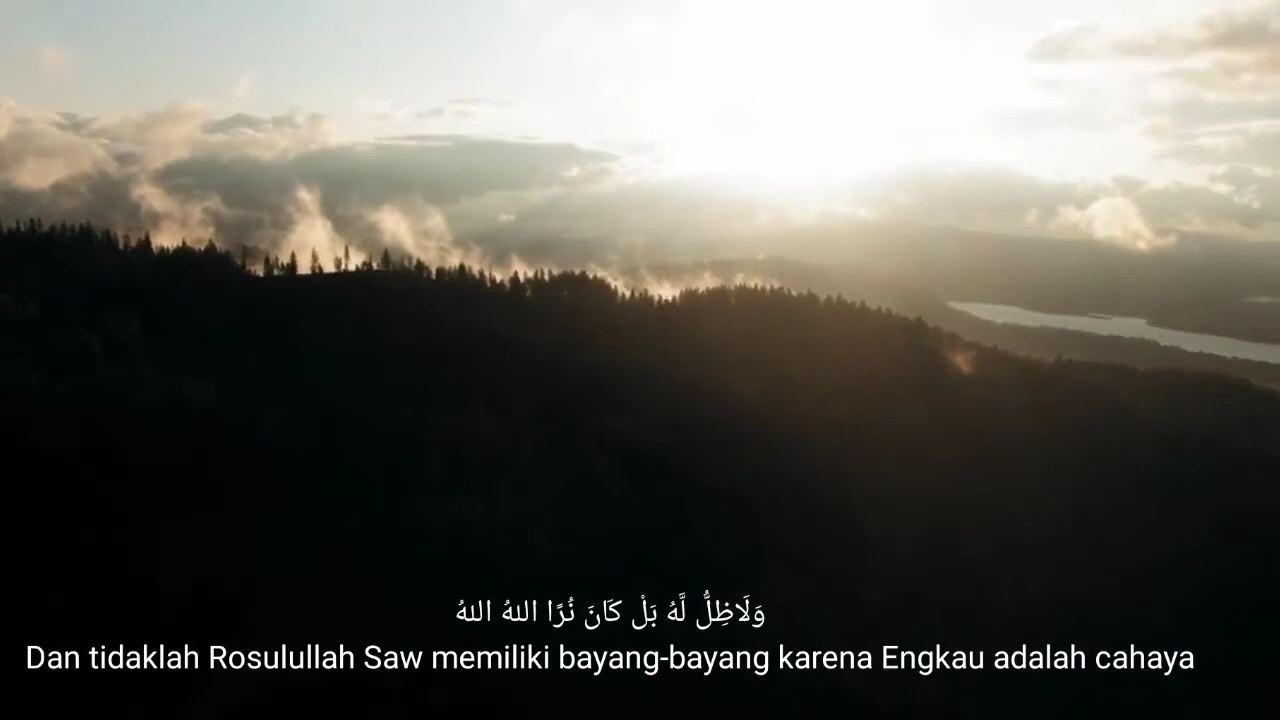 وَلَاظِلُّ لَّهُ بَلْ كَانَ نُرًا اللهُ اللهُ
Dan tidaklah Rosulullah Saw memiliki bayang-bayang karena Engkau adalah cahaya